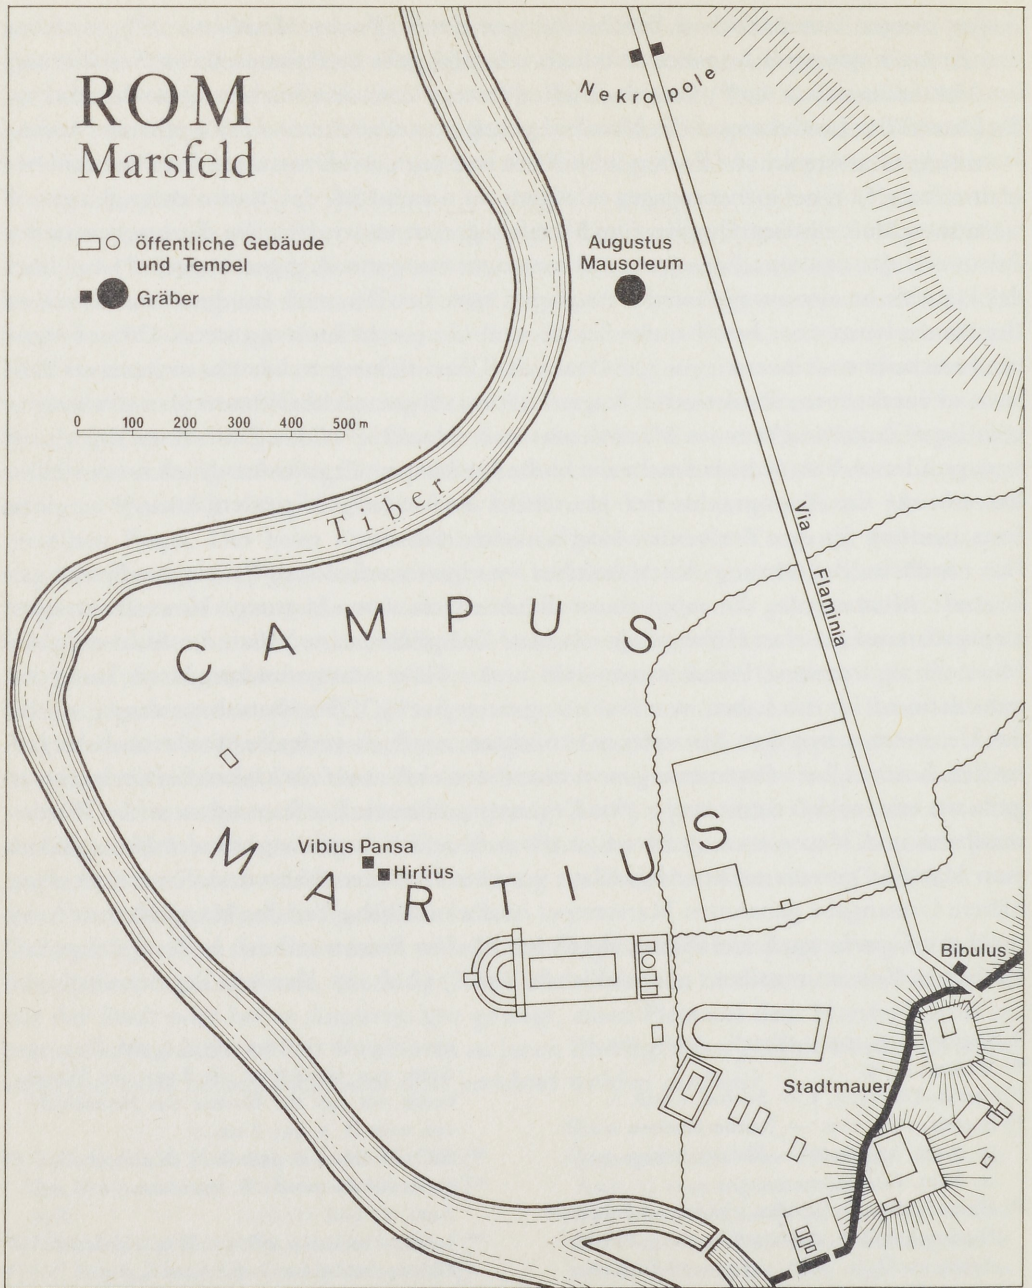 ROM
Marsfeld
öffentliche Gebäude
und Tempel
Gräber
0 100 200 300 400 500 m
Nekropole
Augustus
Mausoleum
Tiber
Via Flaminia
CAMPUS
MARTIUS
Vibius Pansa
Hirtius
Bibulus
Stadtmauer